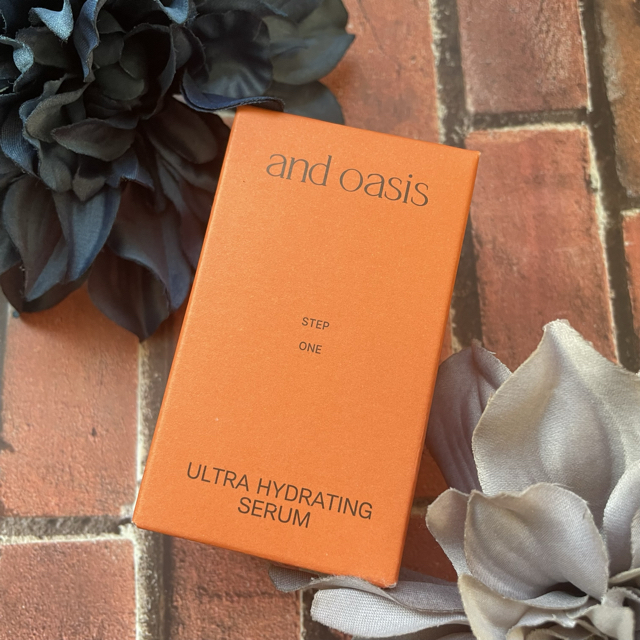 and oasis
STEP
ONE
ULTRA HYDRATING
SERUM